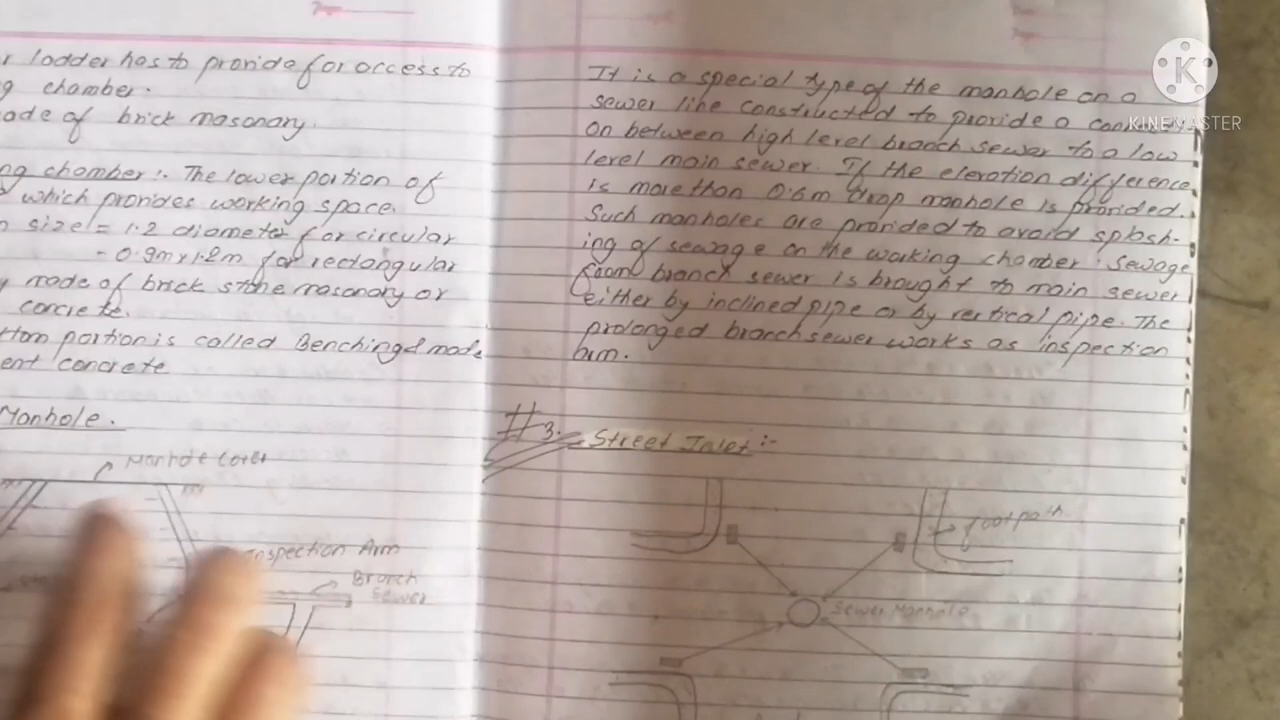 r ladder has to provide for access to
g chamber.
ade of brick masonary.
ng chamber :- The lower portion of
which provides working space.
size = 1.2 diameter for circular
- 0.9m x 1.2m for rectangular
made of brick stone masonary or
concrete.
ttom portion is called Benching & made
ent concrete
Manhole.
Manhole cover
Inspection Arm
Branch
sewer
It is a special type of the manhole on a
sewer line constructed to provide a
on between high level branch sewer to a low
level main sewer. If the elevation difference
is more than 0.6m drop manhole is provided.
Such manholes are provided to avoid splash-
ing of sewage on the working chamber. Sewage
from branch sewer is brought to main sewer
either by inclined pipe or by vertical pipe. The
prolonged branch sewer works as inspection
arm.
#3. Street Inlet :-
footpath
Sewer Manhole
K
KINEMASTER